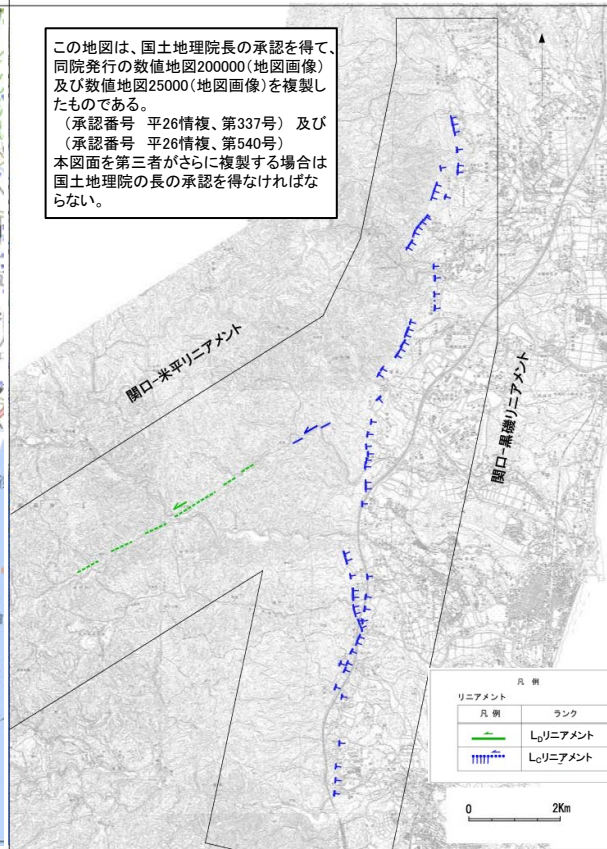 この地図は、国土地理院長の承認を得て、
同院発行の数値地図200000(地図画像)
及び数値地図25000(地図画像)を複製し
たものである。
（承認番号　平26情複、第337号）及び
（承認番号　平26情複、第540号）
本図面を第三者がさらに複製する場合は
国土地理院の長の承認を得なければな
らない。
関口-米平リニアメント
関口-黒磯リニアメント
凡 例
リニアメント
凡 例 ランク
LDリニアメント
LCリニアメント
0 2Km